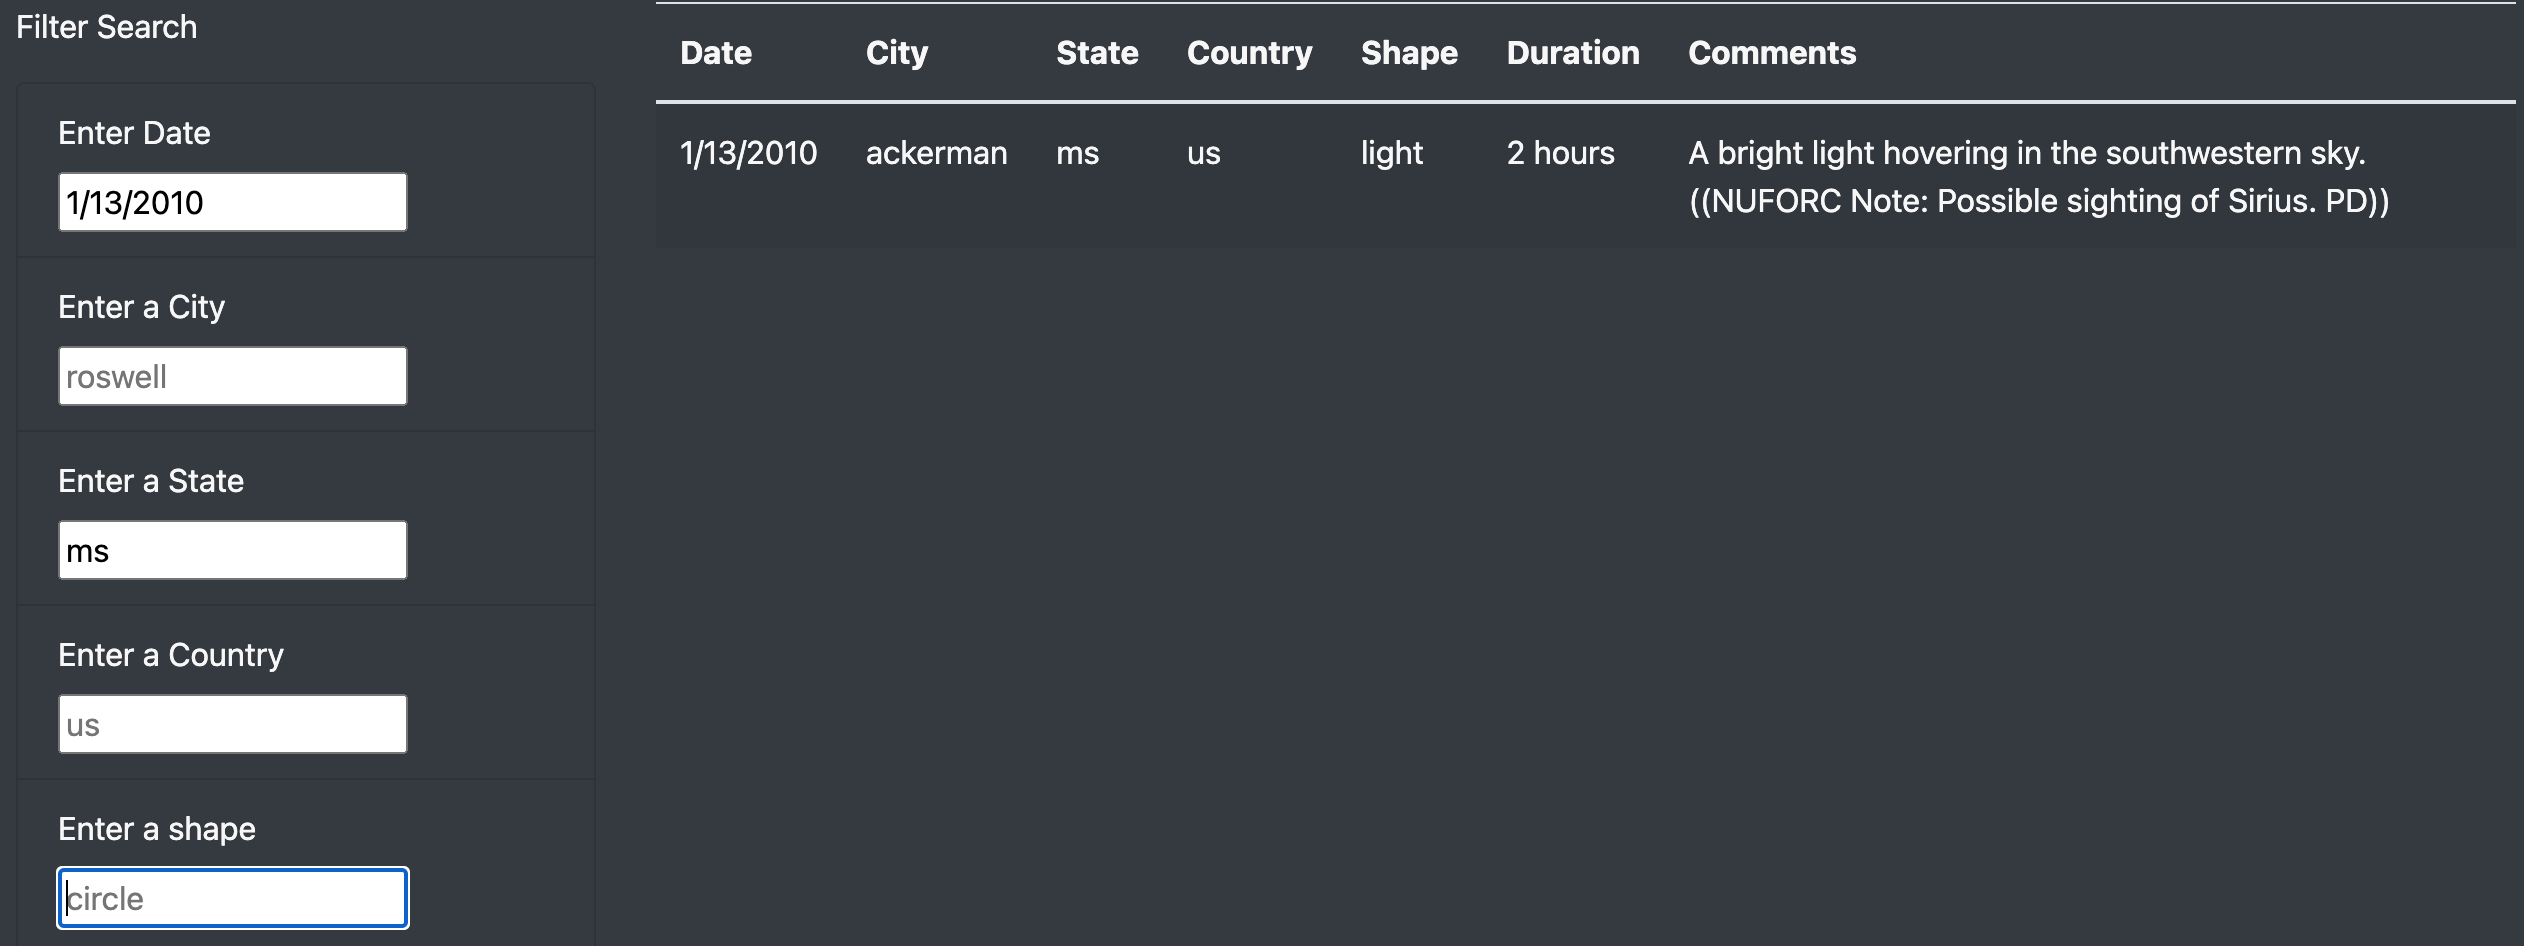 Filter Search
Enter Date
1/13/2010
Enter a City
roswell
Enter a State
ms
Enter a Country
us
Enter a shape
circle
Date City State Country Shape Duration Comments
1/13/2010 ackerman ms us light 2 hours A bright light hovering in the southwestern sky.
((NUFORC Note: Possible sighting of Sirius. PD))